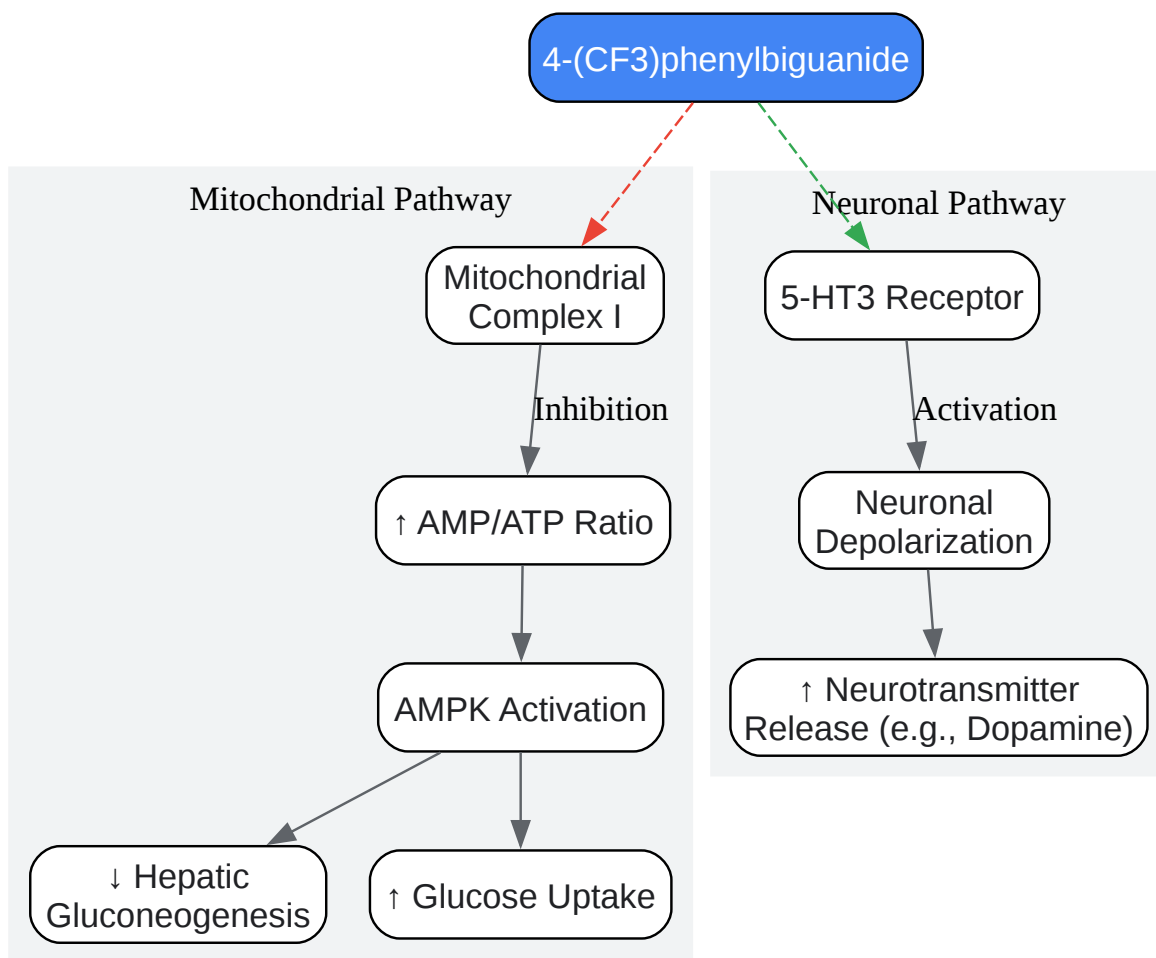 4-(CF3)phenylbiguanide
Mitochondrial Pathway
Mitochondrial
Complex I
Inhibition
↑ AMP/ATP Ratio
AMPK Activation
↓ Hepatic
Gluconeogenesis
↑ Glucose Uptake
Neuronal Pathway
5-HT3 Receptor
Activation
Neuronal
Depolarization
↑ Neurotransmitter
Release (e.g., Dopamine)